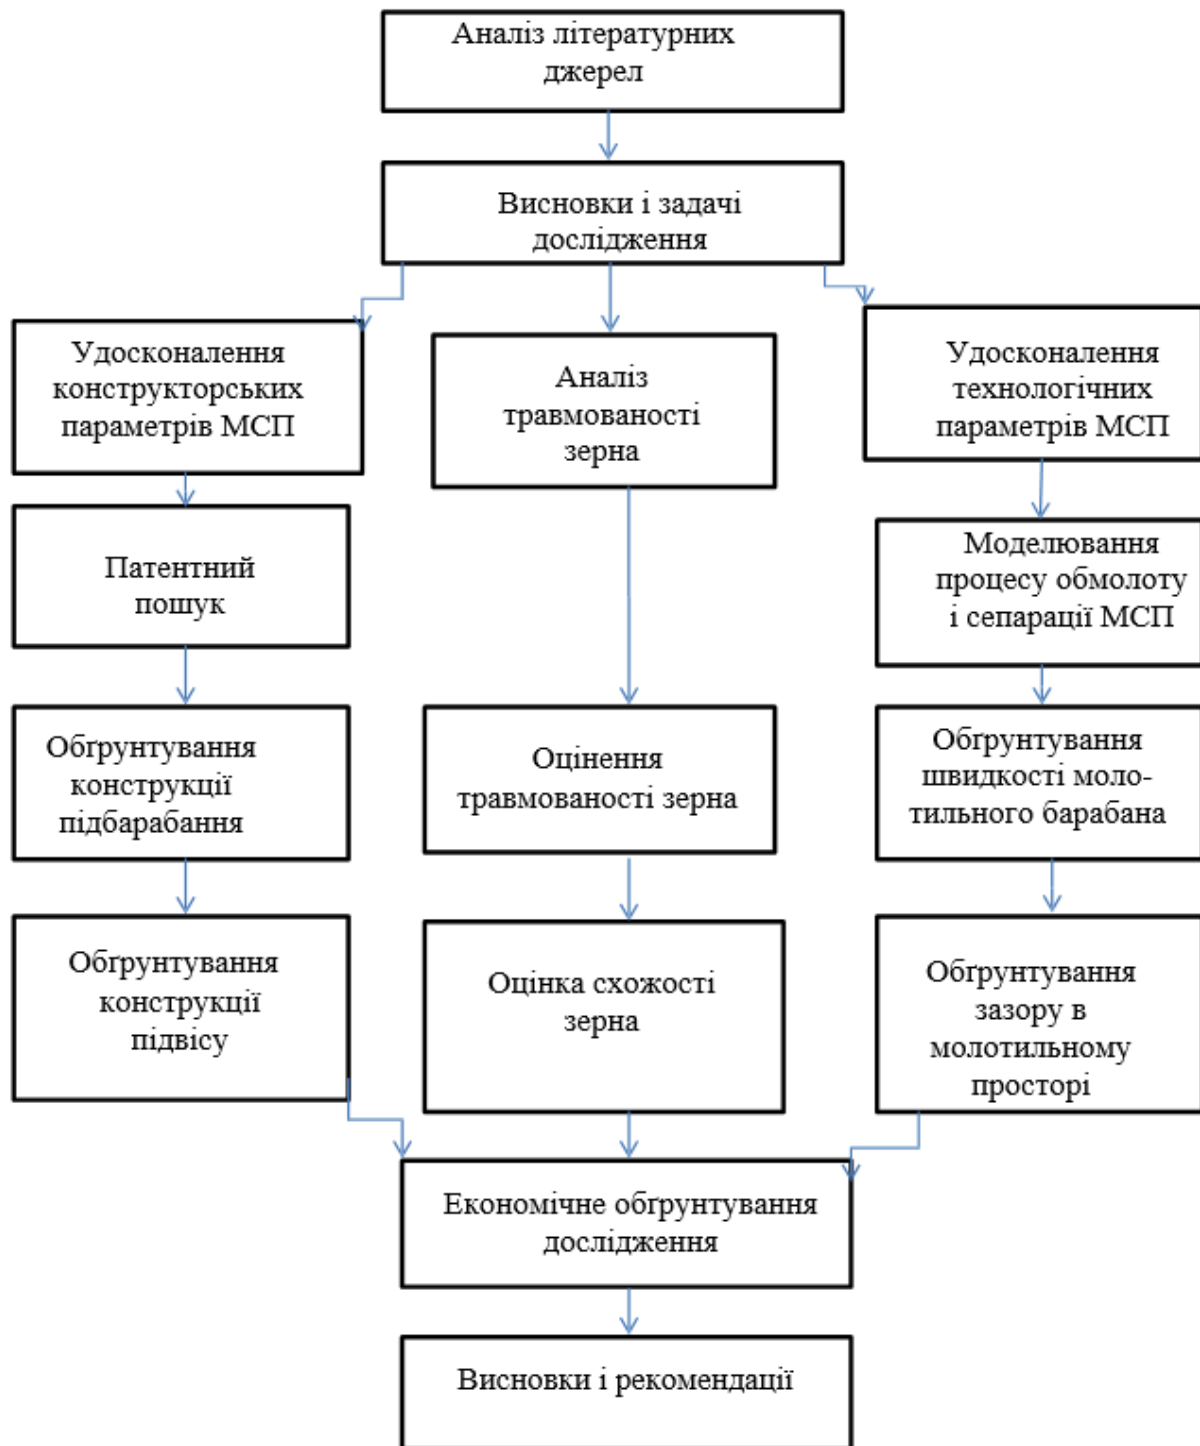 Аналіз літературних
джерел
Висновки і задачі
дослідження
Удосконалення
конструкторських
параметрів МСП
Аналіз
травмованості
зерна
Удосконалення
технологічних
параметрів МСП
Патентний
пошук
Моделювання
процесу обмолоту
і сепарації МСП
Обґрунтування
конструкції
підбарабання
Оцінення
травмованості зерна
Обґрунтування
швидкості моло-
тильного барабана
Обґрунтування
конструкції
підвісу
Оцінка схожості
зерна
Обґрунтування
зазору в
молотильному
просторі
Економічне обґрунтування
дослідження
Висновки і рекомендації